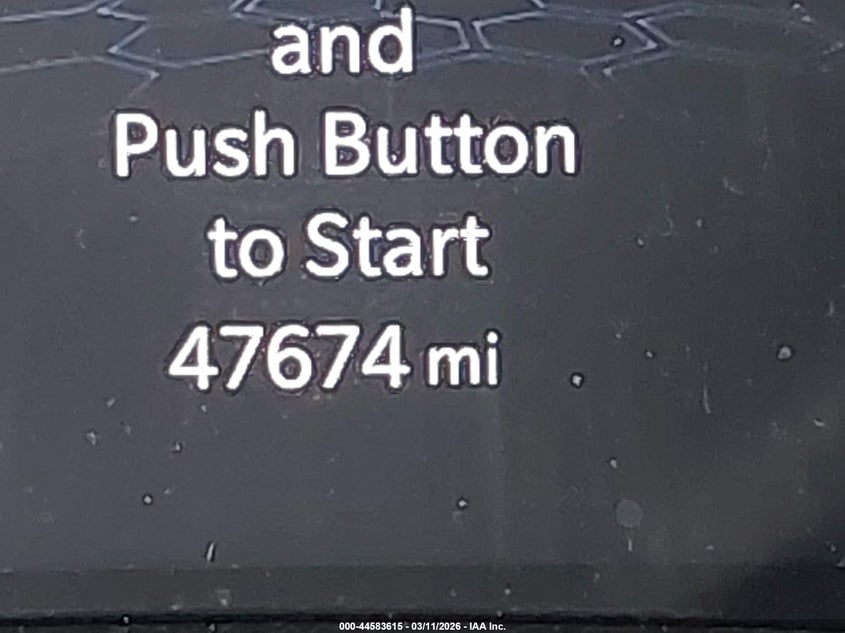 and
Push Button
to Start
47674 mi
000-44583615 - 03/11/2026 - IAA Inc.